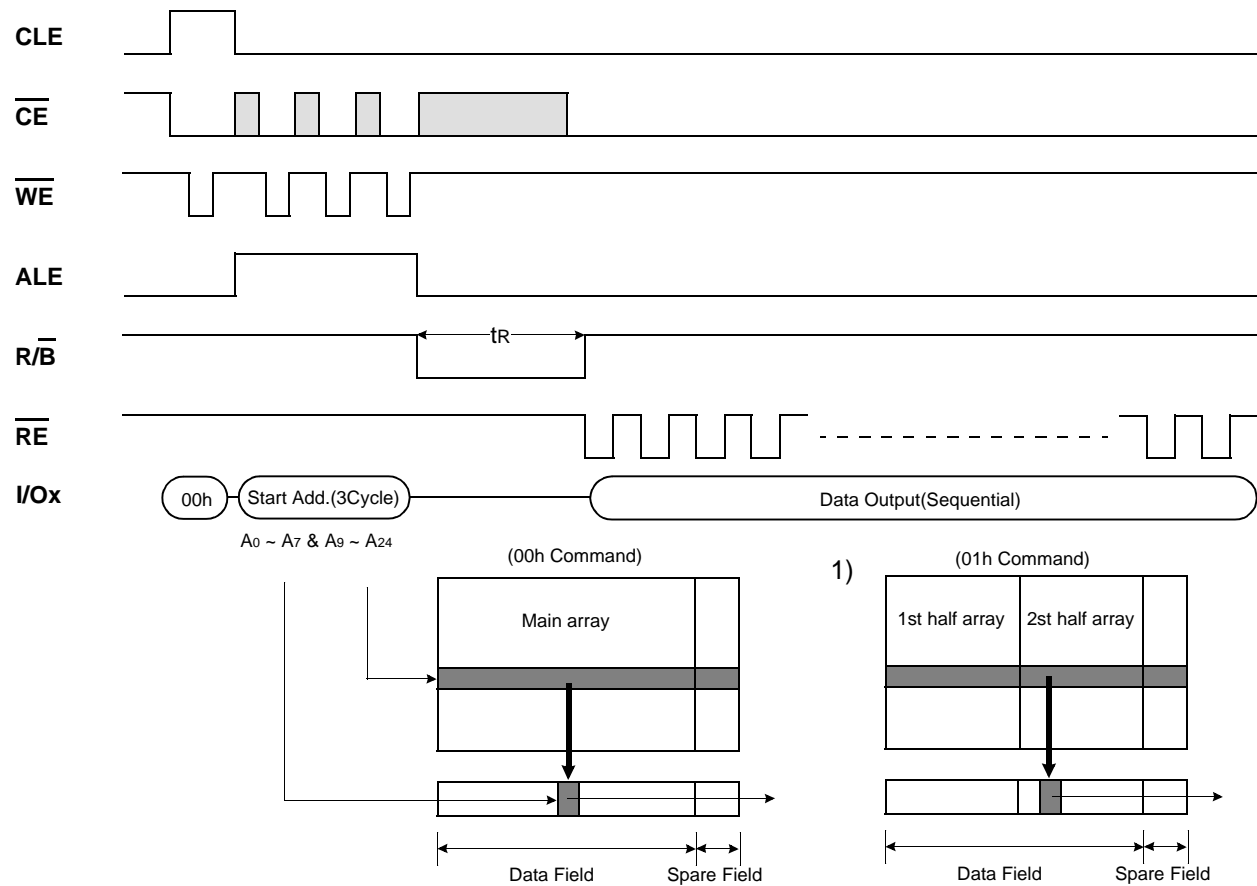 CLE
CE
WE
ALE
R/B
tR
RE
I/Ox
00h
Start Add.(3Cycle)
Data Output(Sequential)
A0 ~ A7 & A9 ~ A24
(00h Command)
1)
(01h Command)
Main array
1st half array
2st half array
Data Field
Spare Field
Data Field
Spare Field